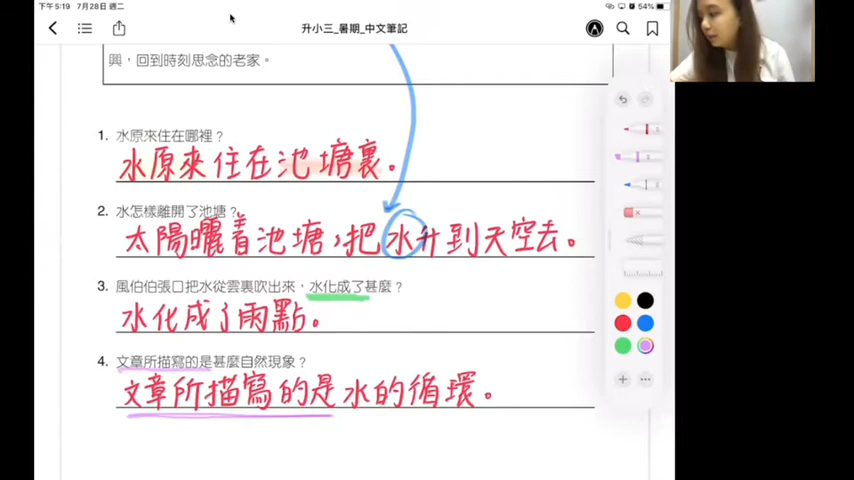 下午5:19 7月28日 週二
54%
升小三_暑期_中文筆記
興，回到時刻思念的老家。
1. 水原來住在哪裡？
水原來住在池塘裏。
2. 水怎樣離開了池塘？
太陽曬着池塘，把水升到天空去。
3. 風伯伯張口把水從雲裏吹出來，水化成了甚麼？
水化成了雨點。
4. 文章所描寫的是甚麼自然現象？
文章所描寫的是水的循環。